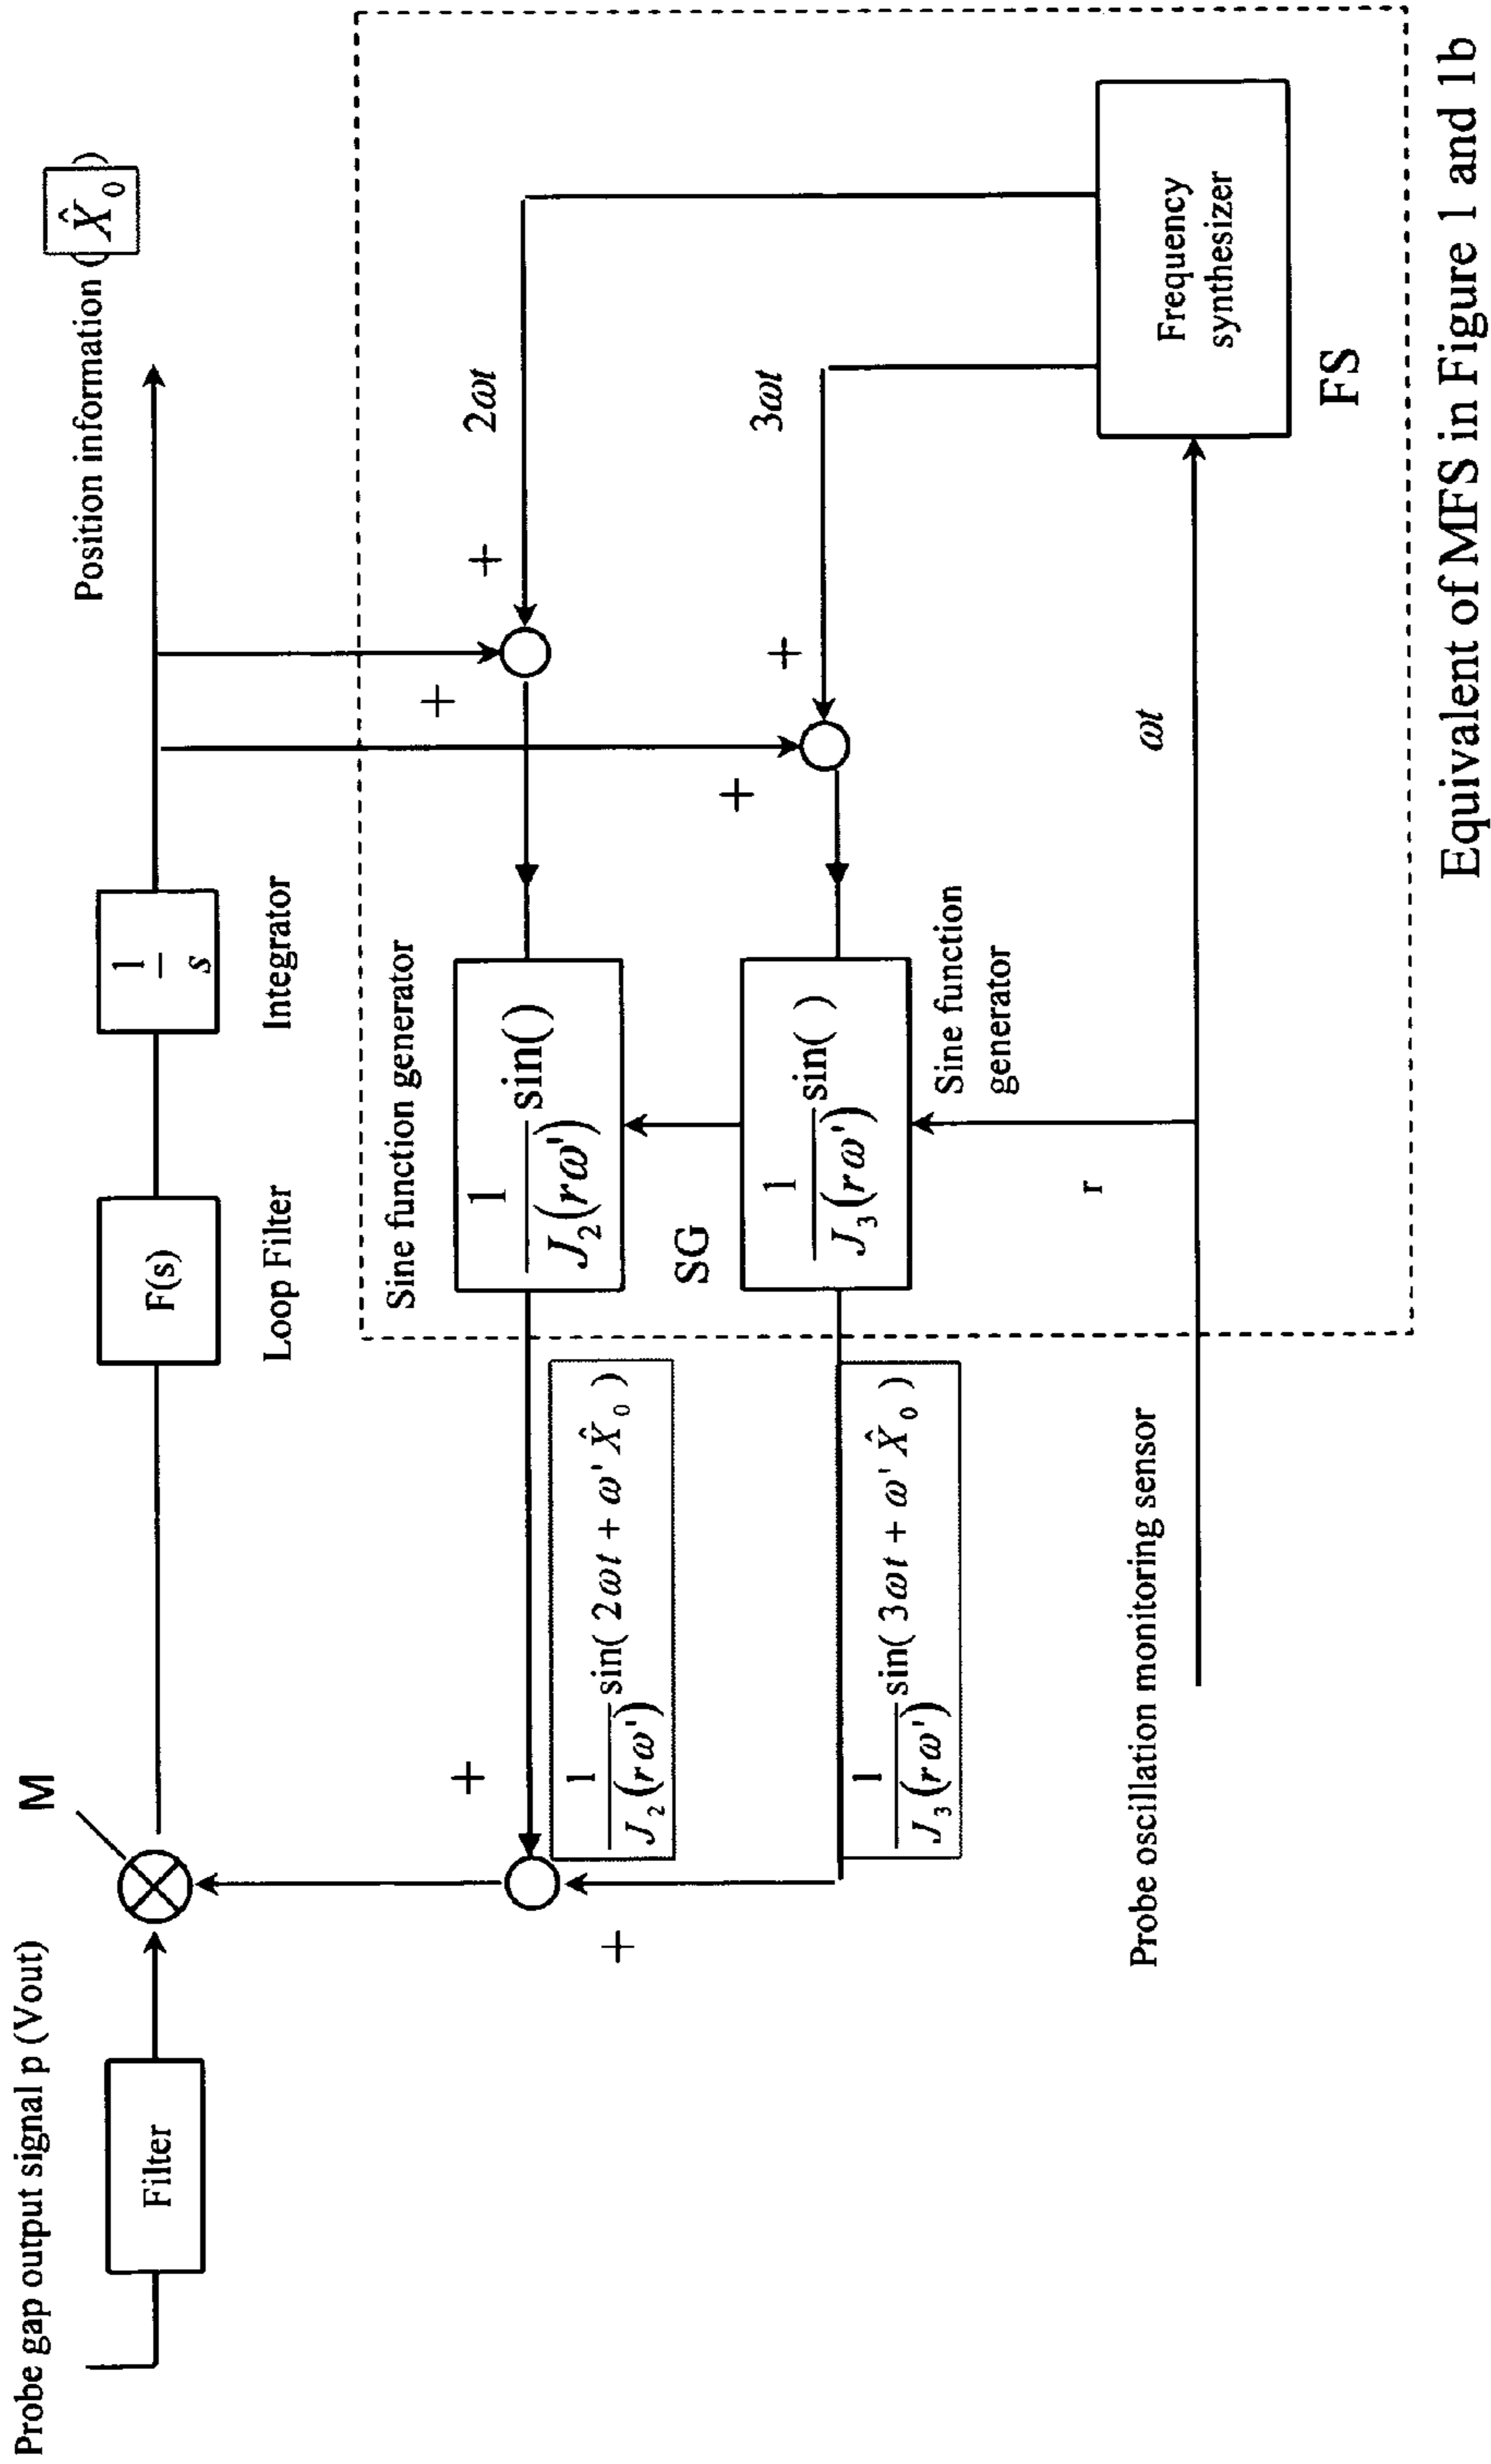 Probe gap output signal p (Vout)
Filter
M
F(s)
Loop Filter
1/s
Integrator
Position information (X̂₀)
+
+
1/J₂(rω') sin( 2ωt + ω' X̂₀ )
1/J₃(rω') sin( 3ωt + ω' X̂₀ )
Sine function generator
1/J₂(rω') sin()
SG
1/J₃(rω') sin( )
Sine function
generator
+
+
2ωt
+
+
3ωt
Probe oscillation monitoring sensor
r
ωt
Frequency
synthesizer
FS
Equivalent of MFS in Figure 1 and 1b